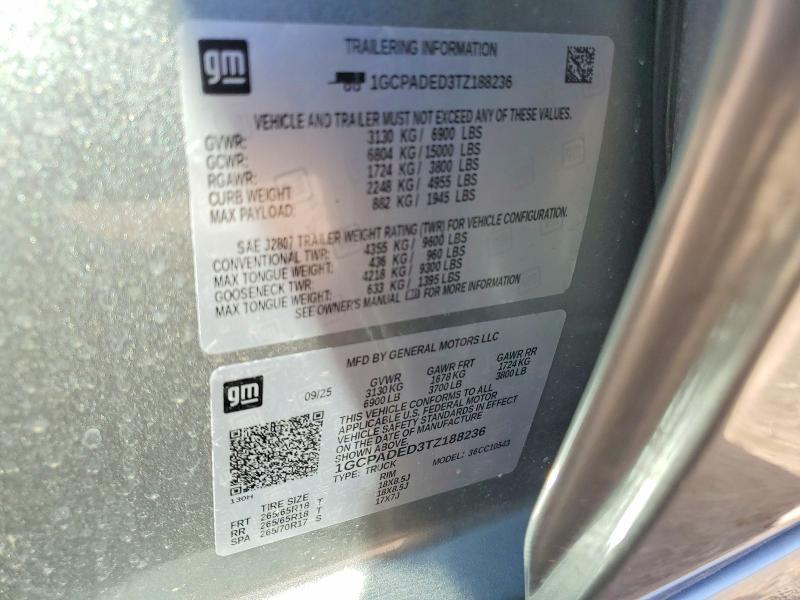 gm
TRAILERING INFORMATION
1GCPADED3TZ188236
VEHICLE AND TRAILER MUST NOT EXCEED ANY OF THESE VALUES.
GVWR: 3130 KG/ 6900 LBS
GCWR: 6804 KG/ 15000 LBS
RGAWR: 1724 KG/ 3800 LBS
CURB WEIGHT: 2248 KG/ 4955 LBS
MAX PAYLOAD: 882 KG/ 1945 LBS
SAE J2807 TRAILER WEIGHT RATING (TWR) FOR VEHICLE CONFIGURATION.
CONVENTIONAL TWR: 4355 KG/ 9600 LBS
MAX TONGUE WEIGHT: 436 KG/ 960 LBS
GOOSENECK TWR: 4218 KG/ 9300 LBS
MAX TONGUE WEIGHT: 633 KG/ 1395 LBS
SEE OWNER'S MANUAL FOR MORE INFORMATION
gm
MFD BY GENERAL MOTORS LLC
09/25
GVWR GAWR FRT GAWR RR
3130 KG 1678 KG 1724 KG
6900 LB 3700 LB 3800 LB
THIS VEHICLE CONFORMS TO ALL
APPLICABLE U.S. FEDERAL MOTOR
VEHICLE SAFETY STANDARDS IN EFFECT
ON THE DATE OF MANUFACTURE
SHOWN ABOVE.
1GCPADED3TZ188236
TYPE: TRUCK MODEL: 36CC10543
130H
TIRE SIZE RIM
FRT 265/65R18 T 18X8.5J
RR 265/65R18 T 18X8.5J
SPA 265/70R17 S 17X7J